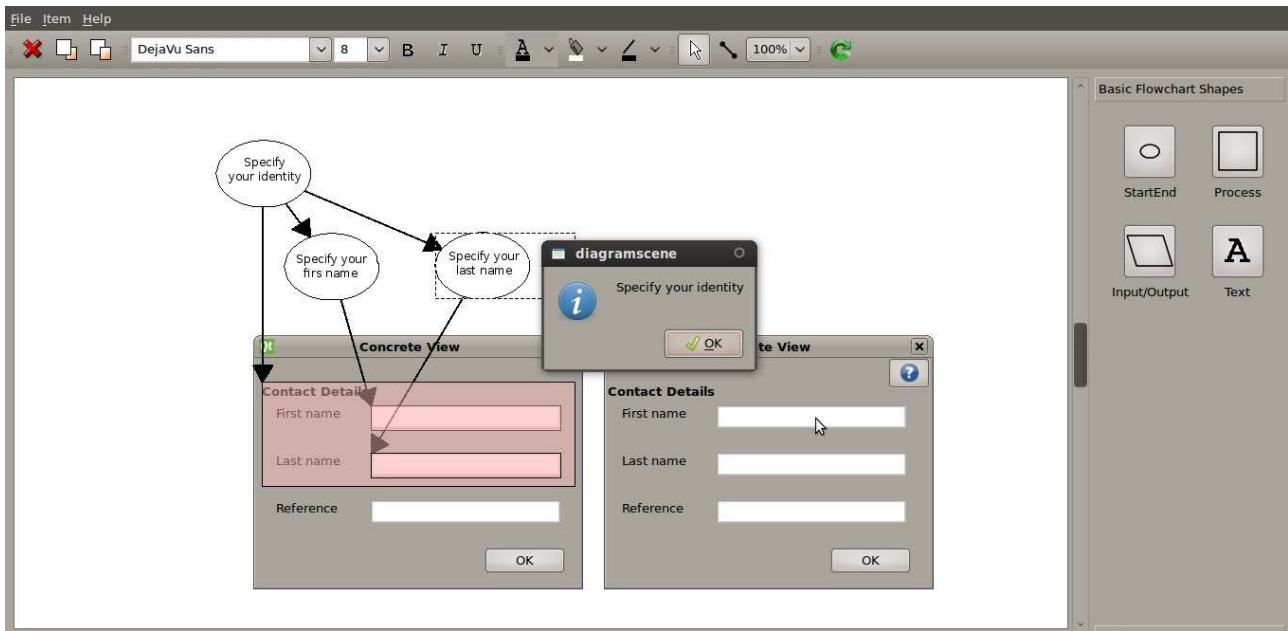 File Item Help
DejaVu Sans 8 B I U A 100%
Basic Flowchart Shapes
StartEnd Process
Input/Output A Text
Specify
your identity
Specify your
firs name
Specify your
last name
diagramscene
Specify your identity
OK
Qt Concrete View
Contact Details
First name
Last name
Reference
OK
te View
Contact Details
First name
Last name
Reference
OK